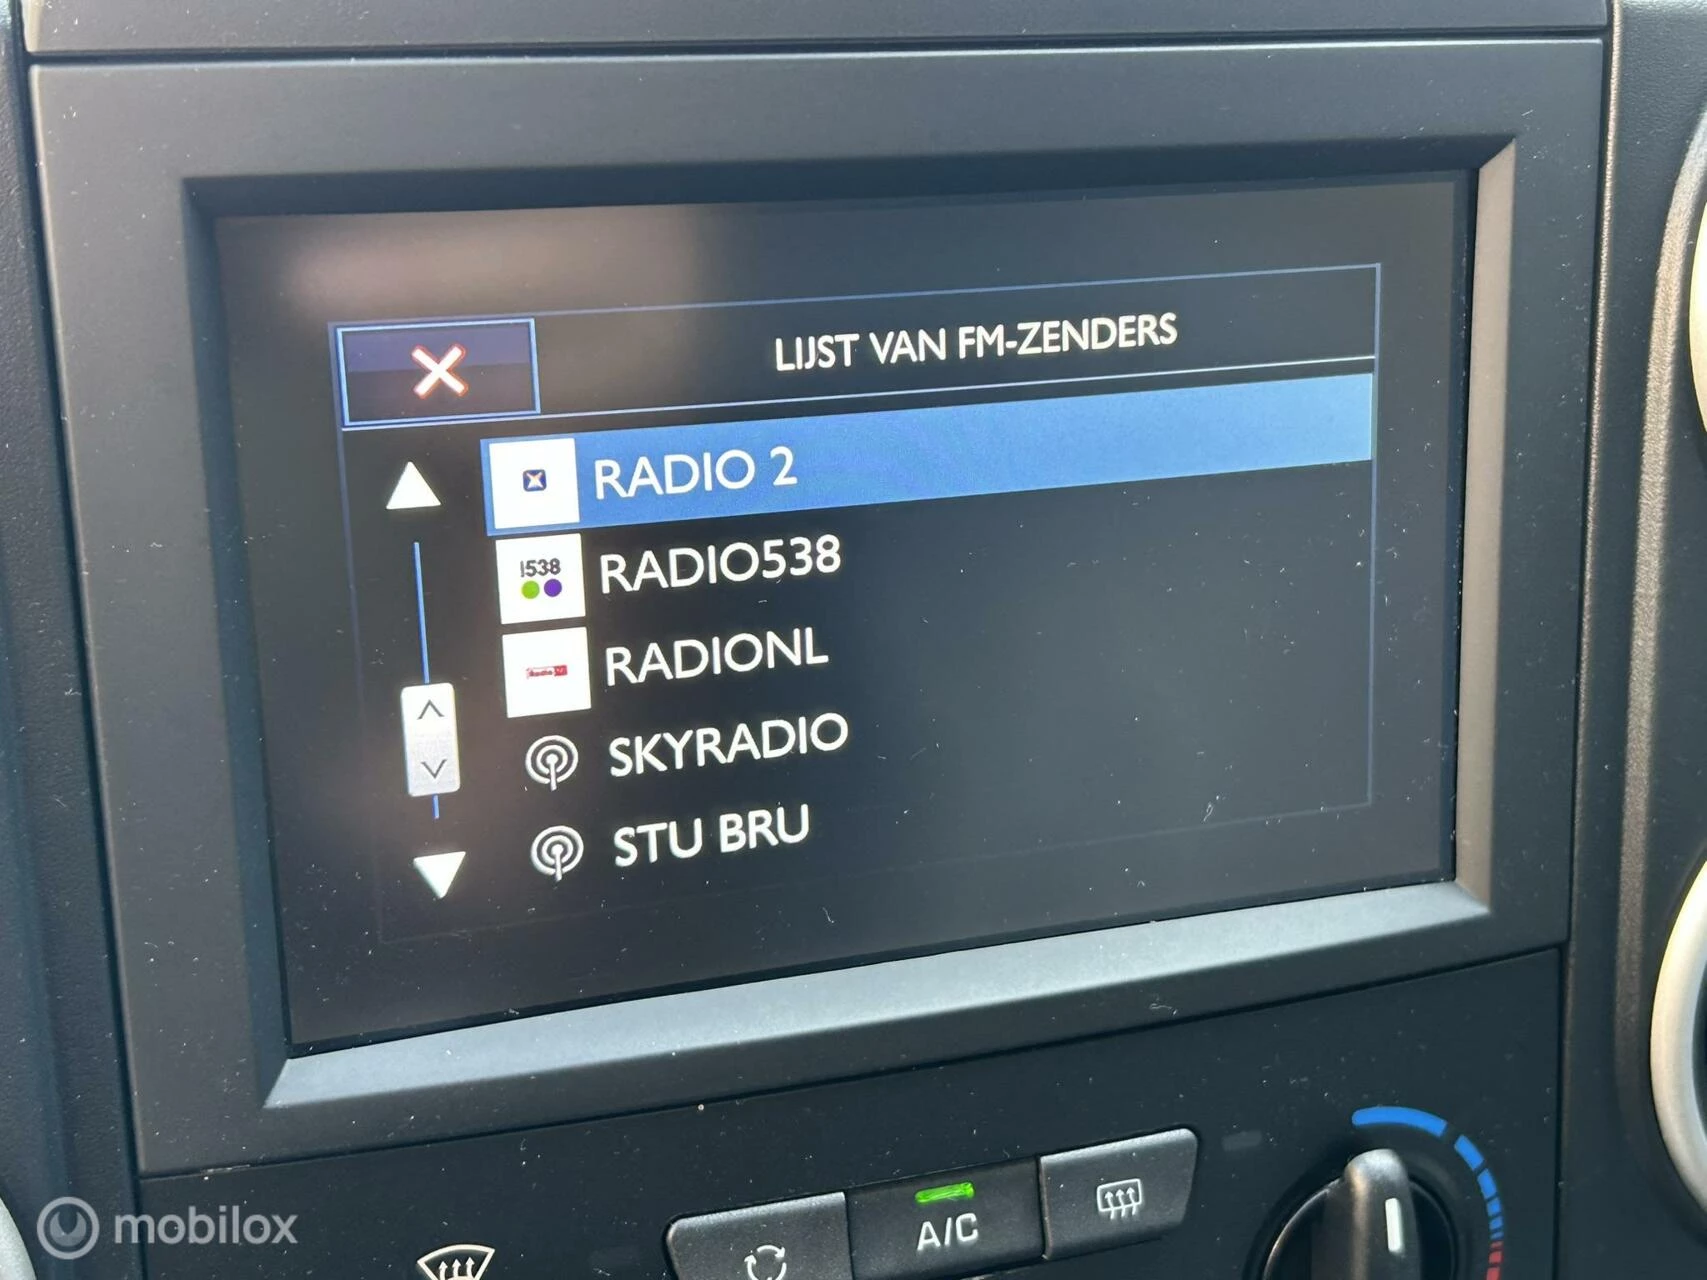 LIJST VAN FM-ZENDERS
RADIO 2
538
RADIO538
RADIONL
SKYRADIO
STU BRU
A/C
mobilox